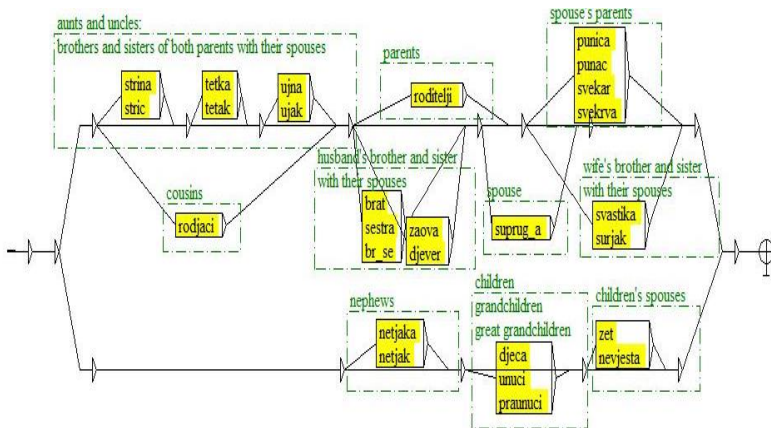 aunts and uncles:
brothers and sisters of both parents with their spouses
strina
stric
tetka
tetak
ujna
ujak
cousins
rodjaci
parents
roditelji
husband's brother and sister
with their spouses
brat
sestra
br_se
zaova
djever
spouse
suprug_a
spouse's parents
punica
punac
svekar
svekrva
wife's brother and sister
with their spouses
svastika
surjak
nephews
netjaka
netjak
children
grandchildren
great grandchildren
djeca
unuci
praunuci
children's spouses
zet
nevjesta